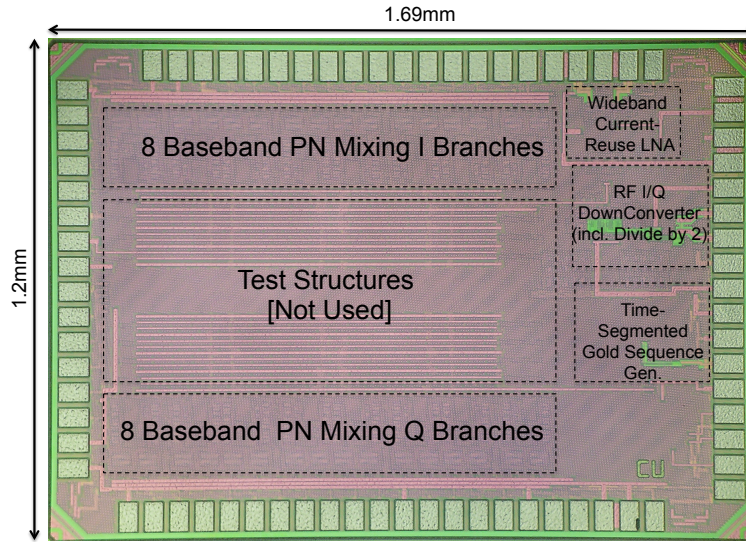 1.69mm
1.2mm
8 Baseband PN Mixing I Branches
Wideband
Current-
Reuse LNA
RF I/Q
DownConverter
(incl. Divide by 2)
Test Structures
[Not Used]
Time-
Segmented
Gold Sequence
Gen.
8 Baseband PN Mixing Q Branches
CU